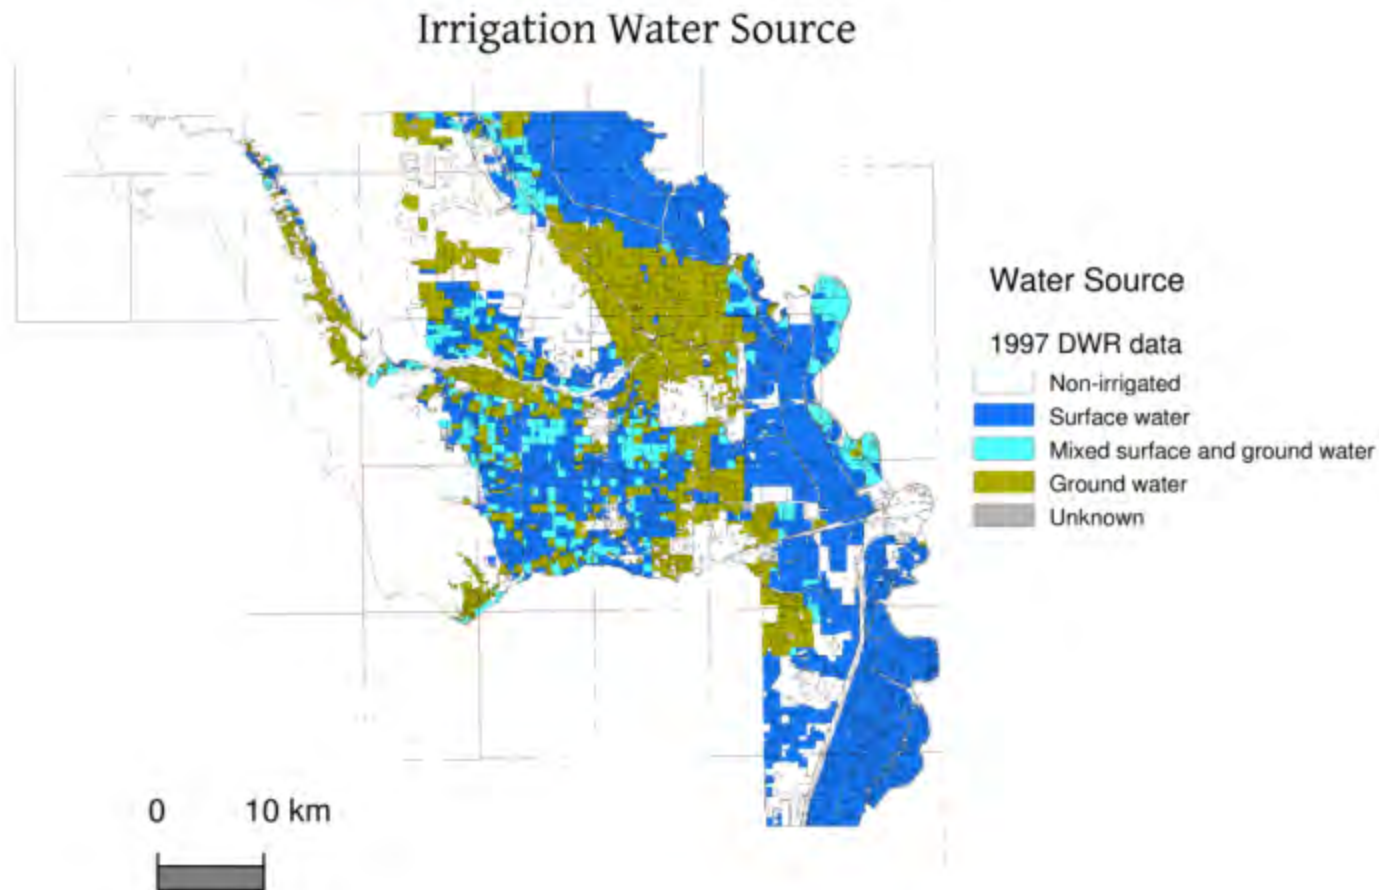 Irrigation Water Source
Water Source
1997 DWR data
Non-irrigated
Surface water
Mixed surface and ground water
Ground water
Unknown
0 10 km